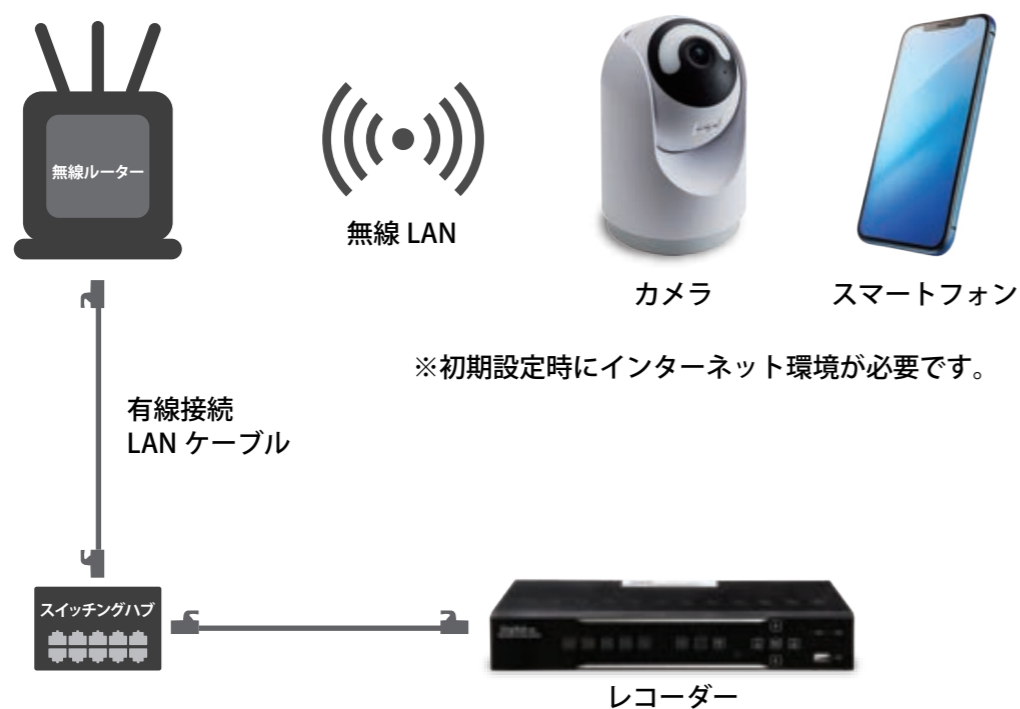 無線ルーター
無線 LAN
カメラ
スマートフォン
※初期設定時にインターネット環境が必要です。
有線接続
LAN ケーブル
スイッチングハブ
レコーダー